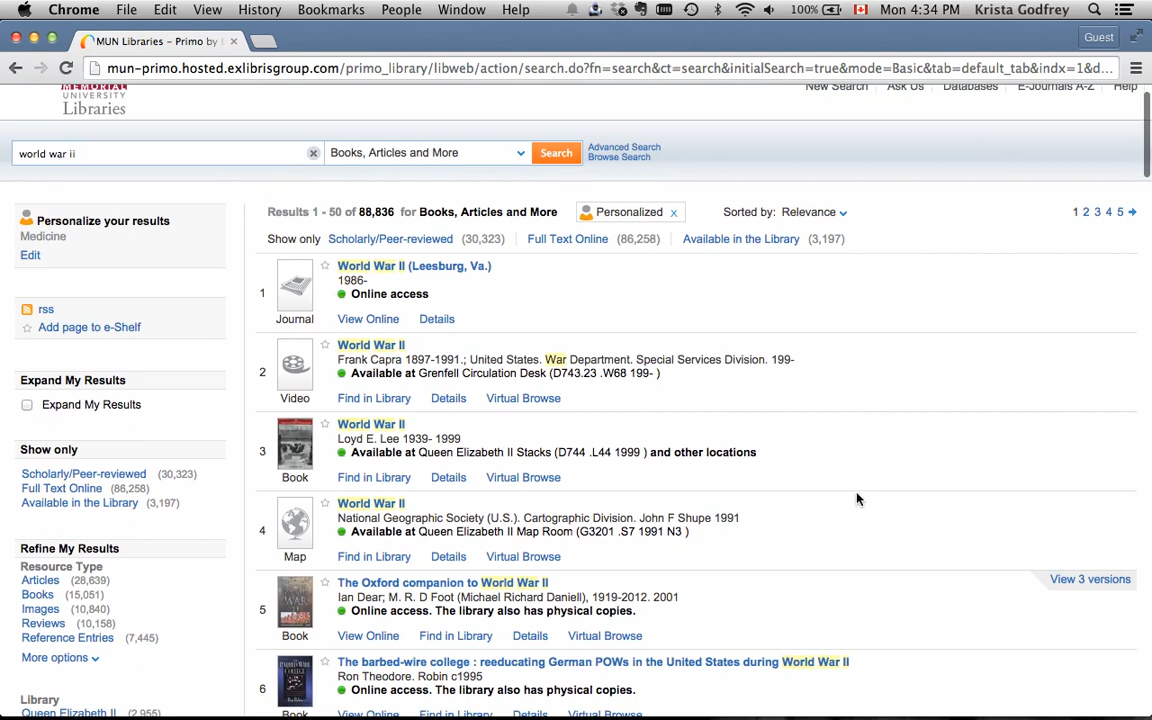 Chrome File Edit View History Bookmarks People Window Help 100% Mon 4:34 PM Krista Godfrey
MUN Libraries – Primo by
Guest
mun-primo.hosted.exlibrisgroup.com/primo_library/libweb/action/search.do?fn=search&ct=search&initialSearch=true&mode=Basic&tab=default_tab&indx=1&d...
MEMORIAL
UNIVERSITY
Libraries
New Search Ask Us Databases E-Journals A-Z Help
world war ii
Books, Articles and More
Search
Advanced Search
Browse Search
Personalize your results
Medicine
Edit
rss
Add page to e-Shelf
Expand My Results
Expand My Results
Show only
Scholarly/Peer-reviewed (30,323)
Full Text Online (86,258)
Available in the Library (3,197)
Refine My Results
Resource Type
Articles (28,639)
Books (15,051)
Images (10,840)
Reviews (10,158)
Reference Entries (7,445)
More options
Library
Queen Elizabeth II (2,955)
Results 1 - 50 of 88,836 for Books, Articles and More Personalized x Sorted by: Relevance 1 2 3 4 5
Show only Scholarly/Peer-reviewed (30,323) Full Text Online (86,258) Available in the Library (3,197)
1
Journal
World War II (Leesburg, Va.)
1986-
Online access
View Online Details
2
Video
World War II
Frank Capra 1897-1991.; United States. War Department. Special Services Division. 199-
Available at Grenfell Circulation Desk (D743.23 .W68 199- )
Find in Library Details Virtual Browse
3
Book
World War II
Loyd E. Lee 1939- 1999
Available at Queen Elizabeth II Stacks (D744 .L44 1999 ) and other locations
Find in Library Details Virtual Browse
4
Map
World War II
National Geographic Society (U.S.). Cartographic Division. John F Shupe 1991
Available at Queen Elizabeth II Map Room (G3201 .S7 1991 N3 )
Find in Library Details Virtual Browse
5
Book
The Oxford companion to World War II
View 3 versions
Ian Dear; M. R. D Foot (Michael Richard Daniell), 1919-2012. 2001
Online access. The library also has physical copies.
View Online Find in Library Details Virtual Browse
6
Book
The barbed-wire college : reeducating German POWs in the United States during World War II
Ron Theodore. Robin c1995
Online access. The library also has physical copies.
View Online Find in Library Details Virtual Browse